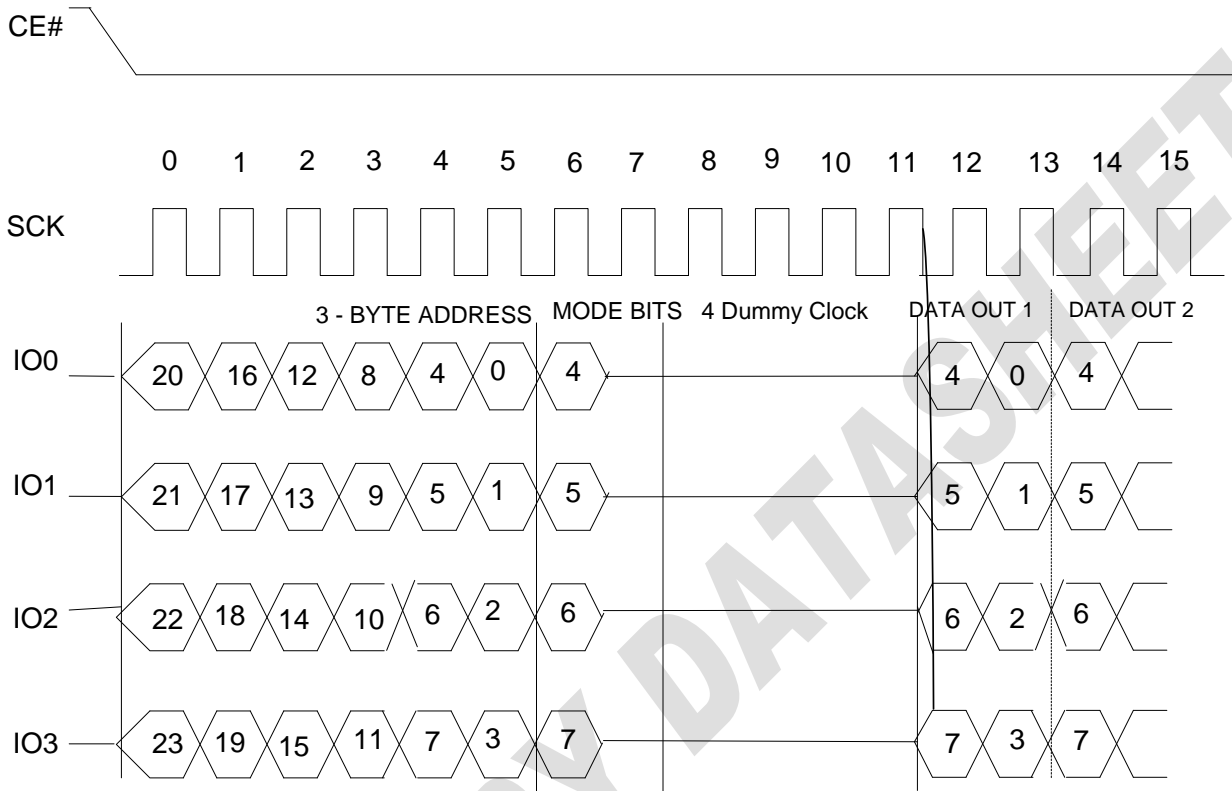 CE#
0 1 2 3 4 5 6 7 8 9 10 11 12 13 14 15
SCK
3 - BYTE ADDRESS MODE BITS 4 Dummy Clock DATA OUT 1 DATA OUT 2
IO0 20 16 12 8 4 0 4 4 0 4
IO1 21 17 13 9 5 1 5 5 1 5
IO2 22 18 14 10 6 2 6 6 2 6
IO3 23 19 15 11 7 3 7 7 3 7
DATASHEET